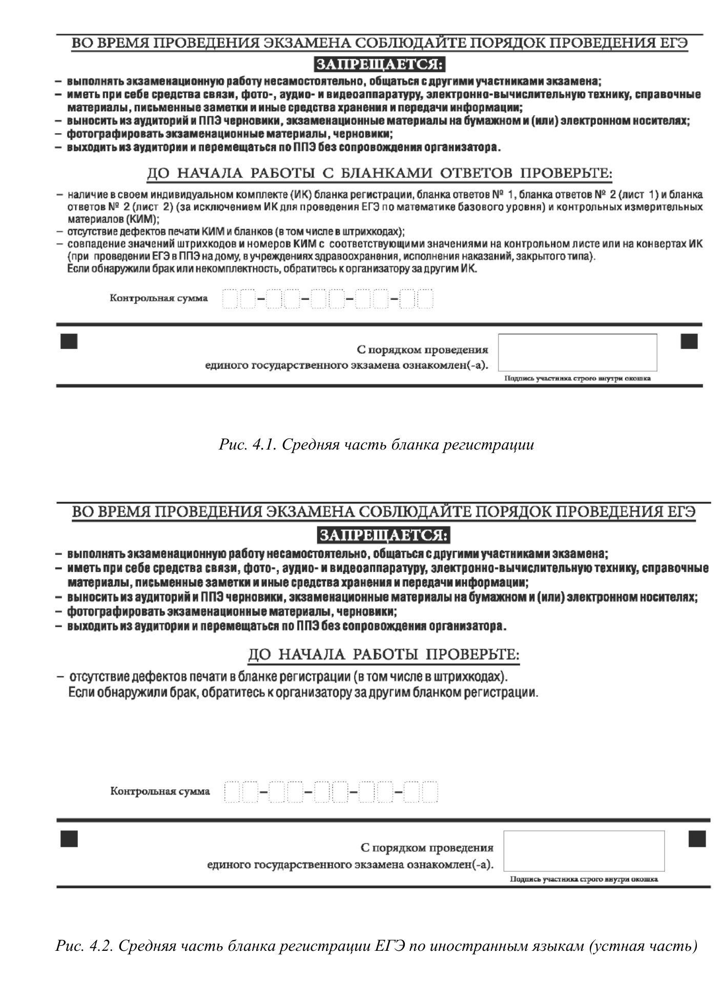 ВО ВРЕМЯ ПРОВЕДЕНИЯ ЭКЗАМЕНА СОБЛЮДАЙТЕ ПОРЯДОК ПРОВЕДЕНИЯ ЕГЭ
ЗАПРЕЩАЕТСЯ:
– выполнять экзаменационную работу несамостоятельно, общаться с другими участниками экзамена;
– иметь при себе средства связи, фото-, аудио- и видеоаппаратуру, электронно-вычислительную технику, справочные
материалы, письменные заметки и иные средства хранения и передачи информации;
– выносить из аудиторий и ППЭ черновики, экзаменационные материалы на бумажном и (или) электронном носителях;
– фотографировать экзаменационные материалы, черновики;
– выходить из аудитории и перемещаться по ППЭ без сопровождения организатора.
ДО НАЧАЛА РАБОТЫ С БЛАНКАМИ ОТВЕТОВ ПРОВЕРЬТЕ:
– наличие в своем индивидуальном комплекте (ИК) бланка регистрации, бланка ответов № 1, бланка ответов № 2 (лист 1) и бланка
ответов № 2 (лист 2) (за исключением ИК для проведения ЕГЭ по математике базового уровня) и контрольных измерительных
материалов (КИМ);
– отсутствие дефектов печати КИМ и бланков (в том числе в штрихкодах);
– совпадение значений штрихкодов и номеров КИМ с соответствующими значениями на контрольном листе или на конвертах ИК
(при проведении ЕГЭ в ППЭ на дому, в учреждениях здравоохранения, исполнения наказаний, закрытого типа).
Если обнаружили брак или некомплектность, обратитесь к организатору за другим ИК.
Контрольная сумма – – – –
С порядком проведения
единого государственного экзамена ознакомлен(-а).
Подпись участника строго внутри окошка
Рис. 4.1. Средняя часть бланка регистрации
ВО ВРЕМЯ ПРОВЕДЕНИЯ ЭКЗАМЕНА СОБЛЮДАЙТЕ ПОРЯДОК ПРОВЕДЕНИЯ ЕГЭ
ЗАПРЕЩАЕТСЯ:
– выполнять экзаменационную работу несамостоятельно, общаться с другими участниками экзамена;
– иметь при себе средства связи, фото-, аудио- и видеоаппаратуру, электронно-вычислительную технику, справочные
материалы, письменные заметки и иные средства хранения и передачи информации;
– выносить из аудиторий и ППЭ черновики, экзаменационные материалы на бумажном и (или) электронном носителях;
– фотографировать экзаменационные материалы, черновики;
– выходить из аудитории и перемещаться по ППЭ без сопровождения организатора.
ДО НАЧАЛА РАБОТЫ ПРОВЕРЬТЕ:
– отсутствие дефектов печати в бланке регистрации (в том числе в штрихкодах).
Если обнаружили брак, обратитесь к организатору за другим бланком регистрации.
Контрольная сумма – – – –
С порядком проведения
единого государственного экзамена ознакомлен(-а).
Подпись участника строго внутри окошка
Рис. 4.2. Средняя часть бланка регистрации ЕГЭ по иностранным языкам (устная часть)